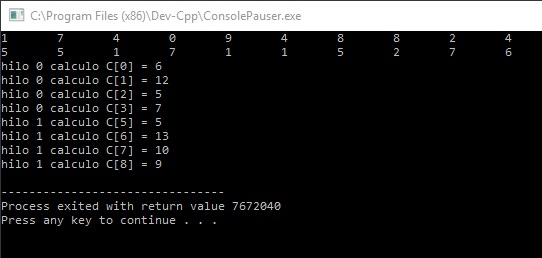 C:\Program Files (x86)\Dev-Cpp\ConsolePauser.exe
1 7 4 0 9 4 8 8 2 4
5 5 1 7 1 1 5 2 7 6
hilo 0 calculo C[0] = 6
hilo 0 calculo C[1] = 12
hilo 0 calculo C[2] = 5
hilo 0 calculo C[3] = 7
hilo 1 calculo C[5] = 5
hilo 1 calculo C[6] = 13
hilo 1 calculo C[7] = 10
hilo 1 calculo C[8] = 9
--------------------------------
Process exited with return value 7672040
Press any key to continue . . .